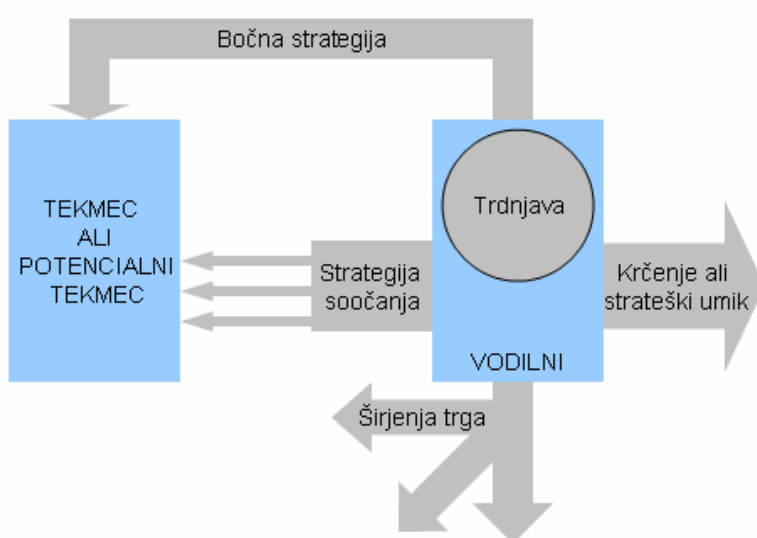 Bočna strategija
TEKMEC
ALI
POTENCIALNI
TEKMEC
Strategija
soočanja
Trdnjava
VODILNI
Krčenje ali
strateški umik
Širjenja trga